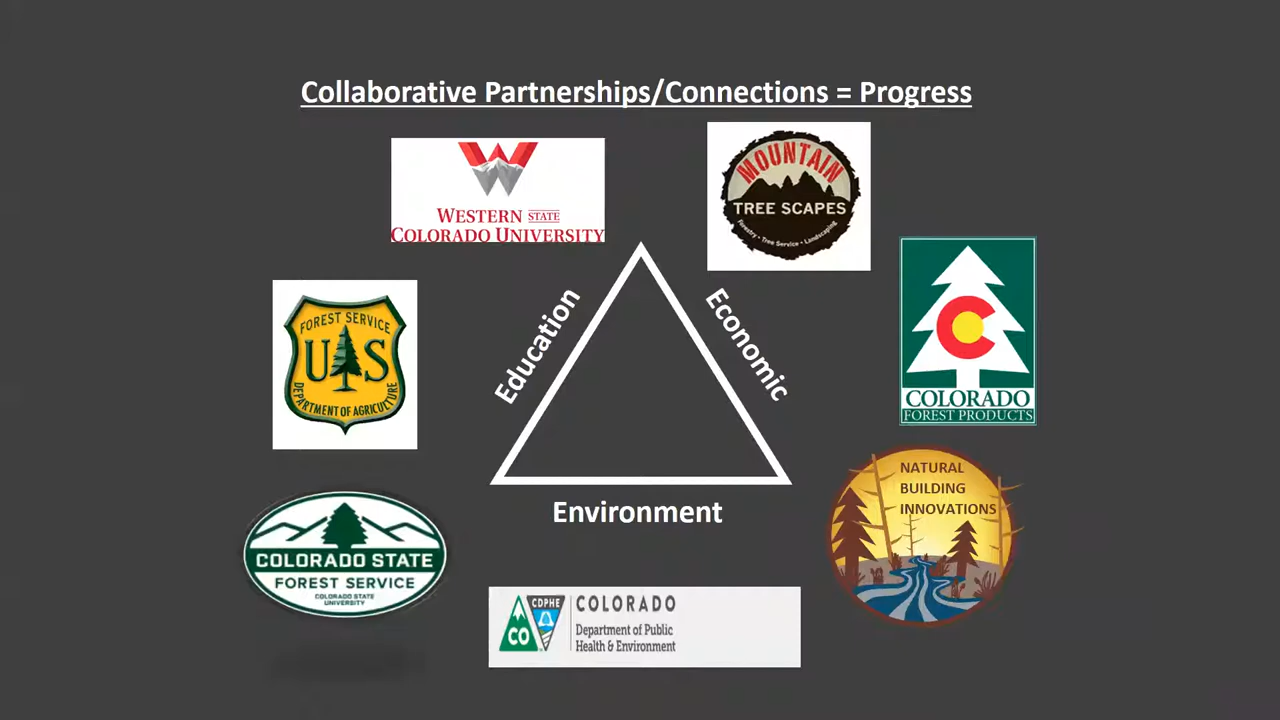 Collaborative Partnerships/Connections = Progress
WESTERN STATE
COLORADO UNIVERSITY
MOUNTAIN
TREE SCAPES
Forestry • Tree Service • Landscaping
FOREST SERVICE
U S
DEPARTMENT OF AGRICULTURE
Education
Economic
C
COLORADO
FOREST PRODUCTS
NATURAL
BUILDING
INNOVATIONS
Environment
COLORADO STATE
FOREST SERVICE
COLORADO STATE
UNIVERSITY
CO
CDPHE
COLORADO
Department of Public
Health & Environment